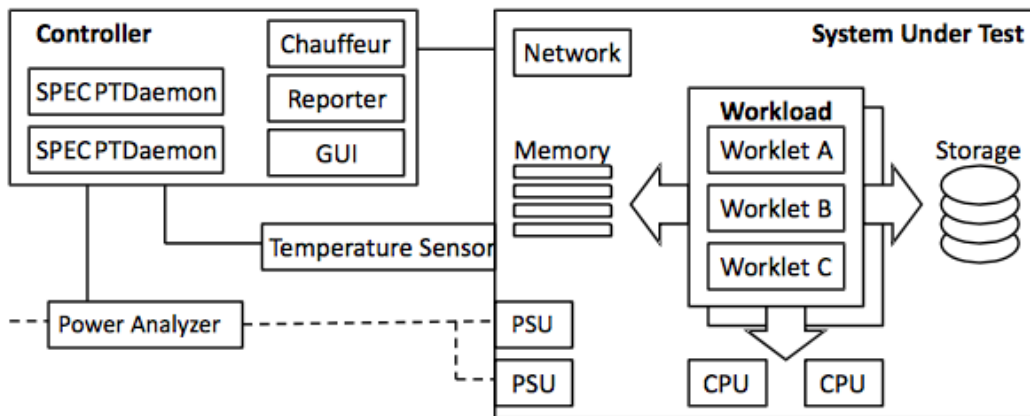 Controller
Chauffeur
SPEC PTDaemon
Reporter
SPEC PTDaemon
GUI
Temperature Sensor
Power Analyzer
System Under Test
Network
Workload
Memory
Worklet A
Storage
Worklet B
Worklet C
PSU
PSU
CPU
CPU